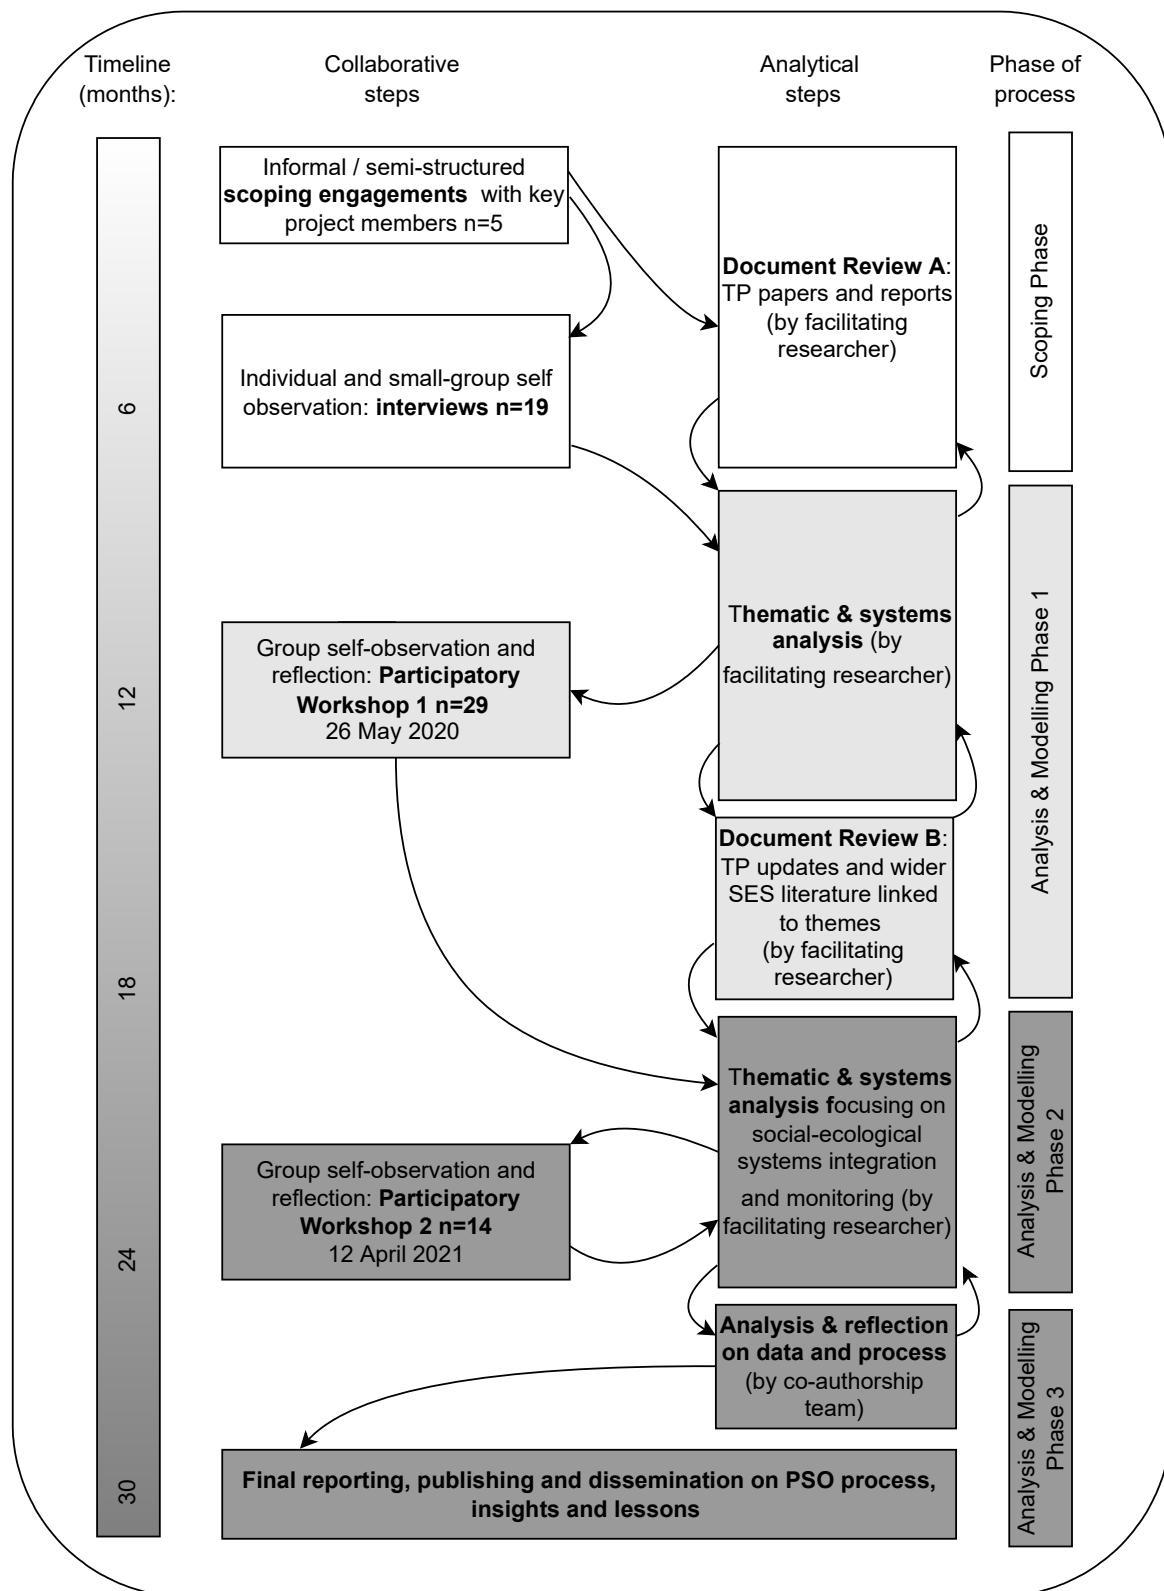 Timeline
(months):
Collaborative
steps
Analytical
steps
Phase of
process
Informal / semi-structured
scoping engagements with key
project members n=5
Document Review A:
TP papers and reports
(by facilitating
researcher)
Scoping Phase
Individual and small-group self
observation: interviews n=19
6
Thematic & systems
analysis (by
facilitating researcher)
Analysis & Modelling Phase 1
Group self-observation and
reflection: Participatory
Workshop 1 n=29
26 May 2020
12
Document Review B:
TP updates and wider
SES literature linked
to themes
(by facilitating
researcher)
18
Thematic & systems
analysis focusing on
social-ecological
systems integration
and monitoring (by
facilitating researcher)
Analysis & Modelling
Phase 2
Group self-observation and
reflection: Participatory
Workshop 2 n=14
12 April 2021
24
Analysis & reflection
on data and process
(by co-authorship
team)
Analysis & Modelling
Phase 3
Final reporting, publishing and dissemination on PSO process,
insights and lessons
30